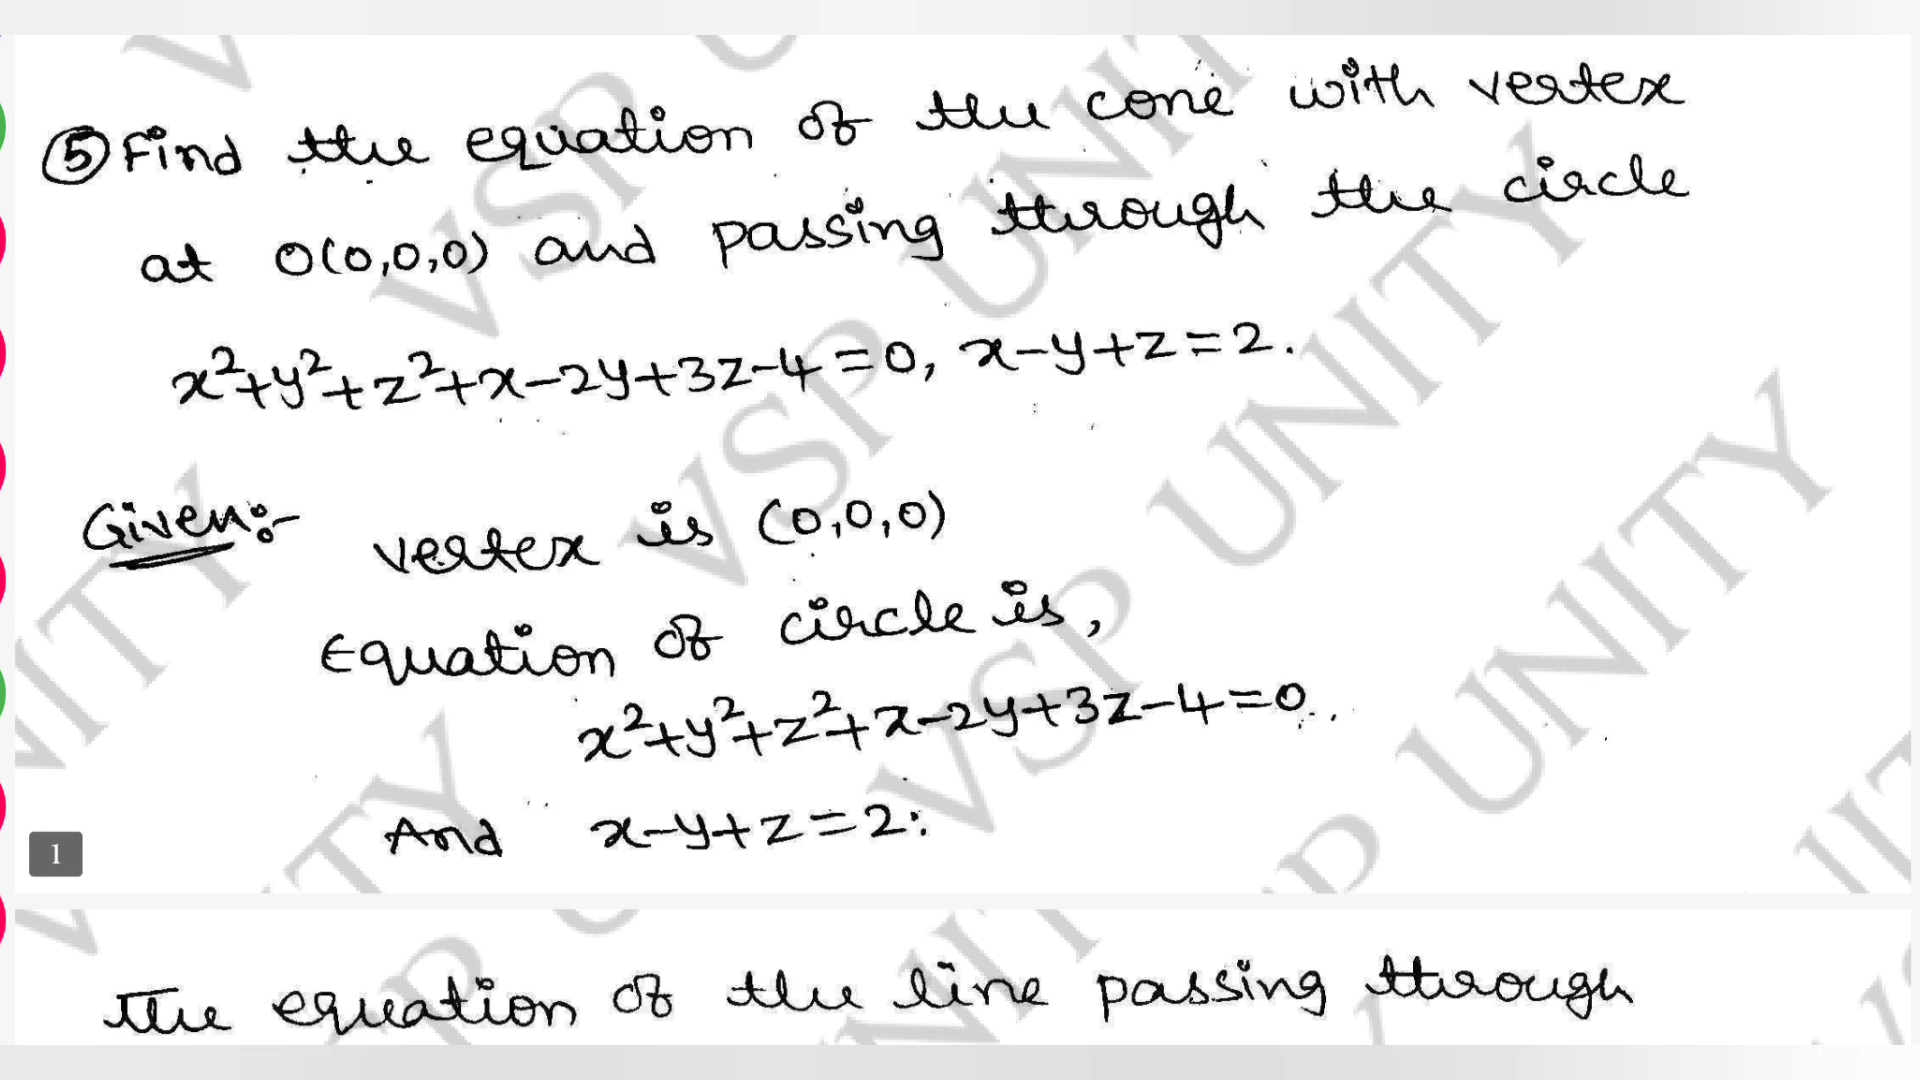 ⑤ Find the equation of the cone with vertex
at O(0,0,0) and passing through the circle
x²+y²+z²+x-2y+3z-4=0, x-y+z=2.
Given:- vertex is (0,0,0)
Equation of circle is,
x²+y²+z²+x-2y+3z-4=0.
And x-y+z=2.
1
The equation of the line passing through
VSP UNITY